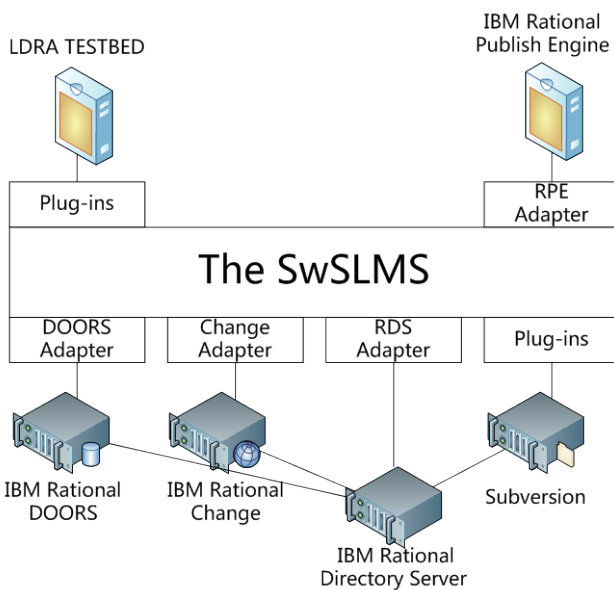 LDRA TESTBED
IBM Rational
Publish Engine
Plug-ins
RPE
Adapter
The SwSLMS
DOORS
Adapter
Change
Adapter
RDS
Adapter
Plug-ins
IBM Rational
DOORS
IBM Rational
Change
Subversion
IBM Rational
Directory Server